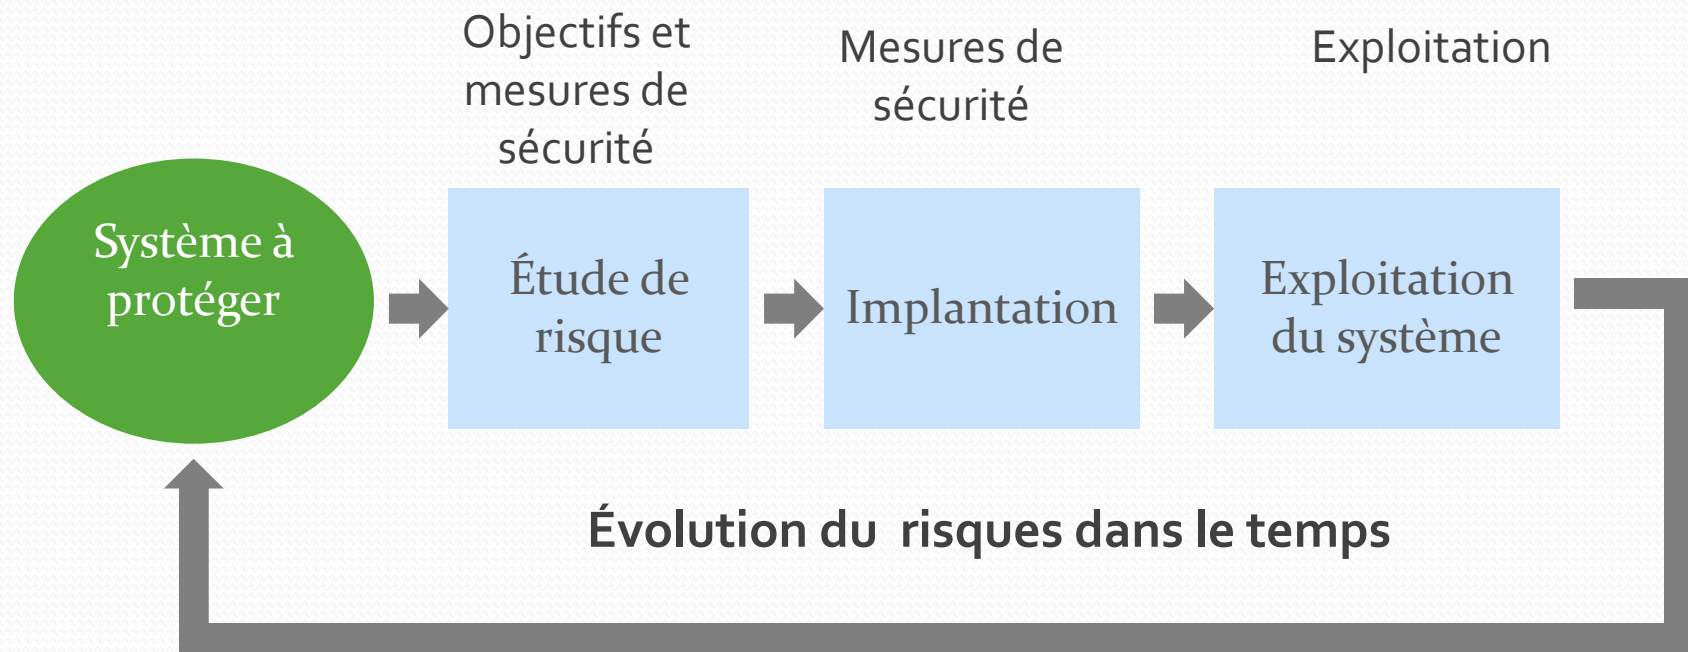 Objectifs et
mesures de
sécurité
Mesures de
sécurité
Exploitation
Système à
protéger
Étude de
risque
Implantation
Exploitation
du système
Évolution du  risques dans le temps